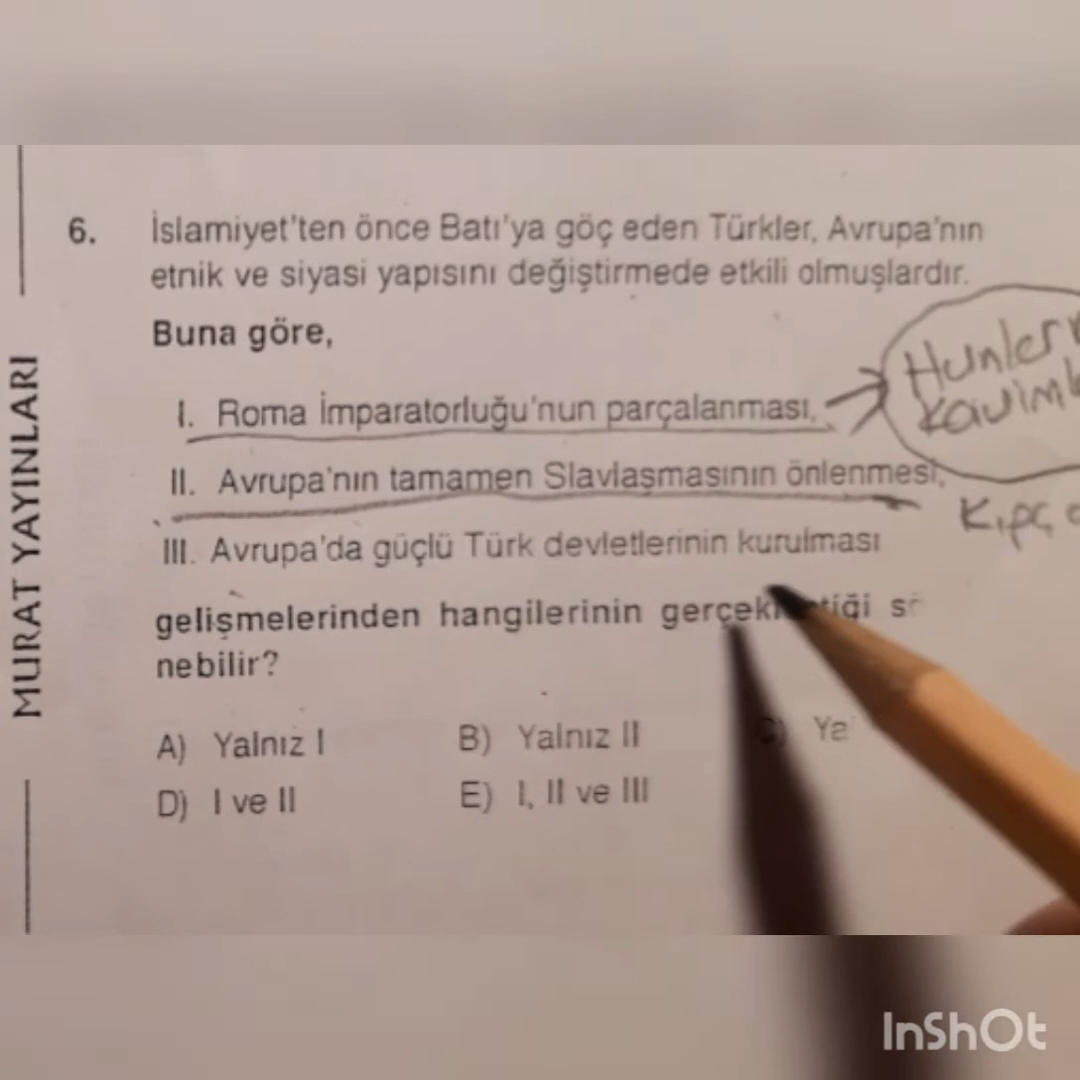 MURAT YAYINLARI
6. İslamiyet'ten önce Batı'ya göç eden Türkler, Avrupa'nın
etnik ve siyasi yapısını değiştirmede etkili olmuşlardır.
Buna göre,
I. Roma İmparatorluğu'nun parçalanması,
II. Avrupa'nın tamamen Slavlaşmasının önlenmesi,
III. Avrupa'da güçlü Türk devletlerinin kurulması
gelişmelerinden hangilerinin
nebilir?
A) Yalnız I B) Yalnız II C)
D) I ve II E) I, II ve III
Hunler
InShOt